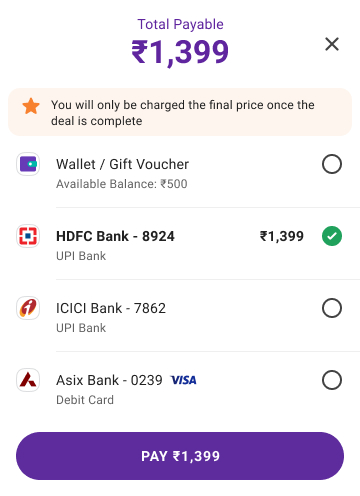 Total Payable
₹1,399
You will only be charged the final price once the
deal is complete
Wallet / Gift Voucher
Available Balance: ₹500
HDFC Bank - 8924 ₹1,399
UPI Bank
ICICI Bank - 7862
UPI Bank
Asix Bank - 0239 VISA
Debit Card
PAY ₹1,399